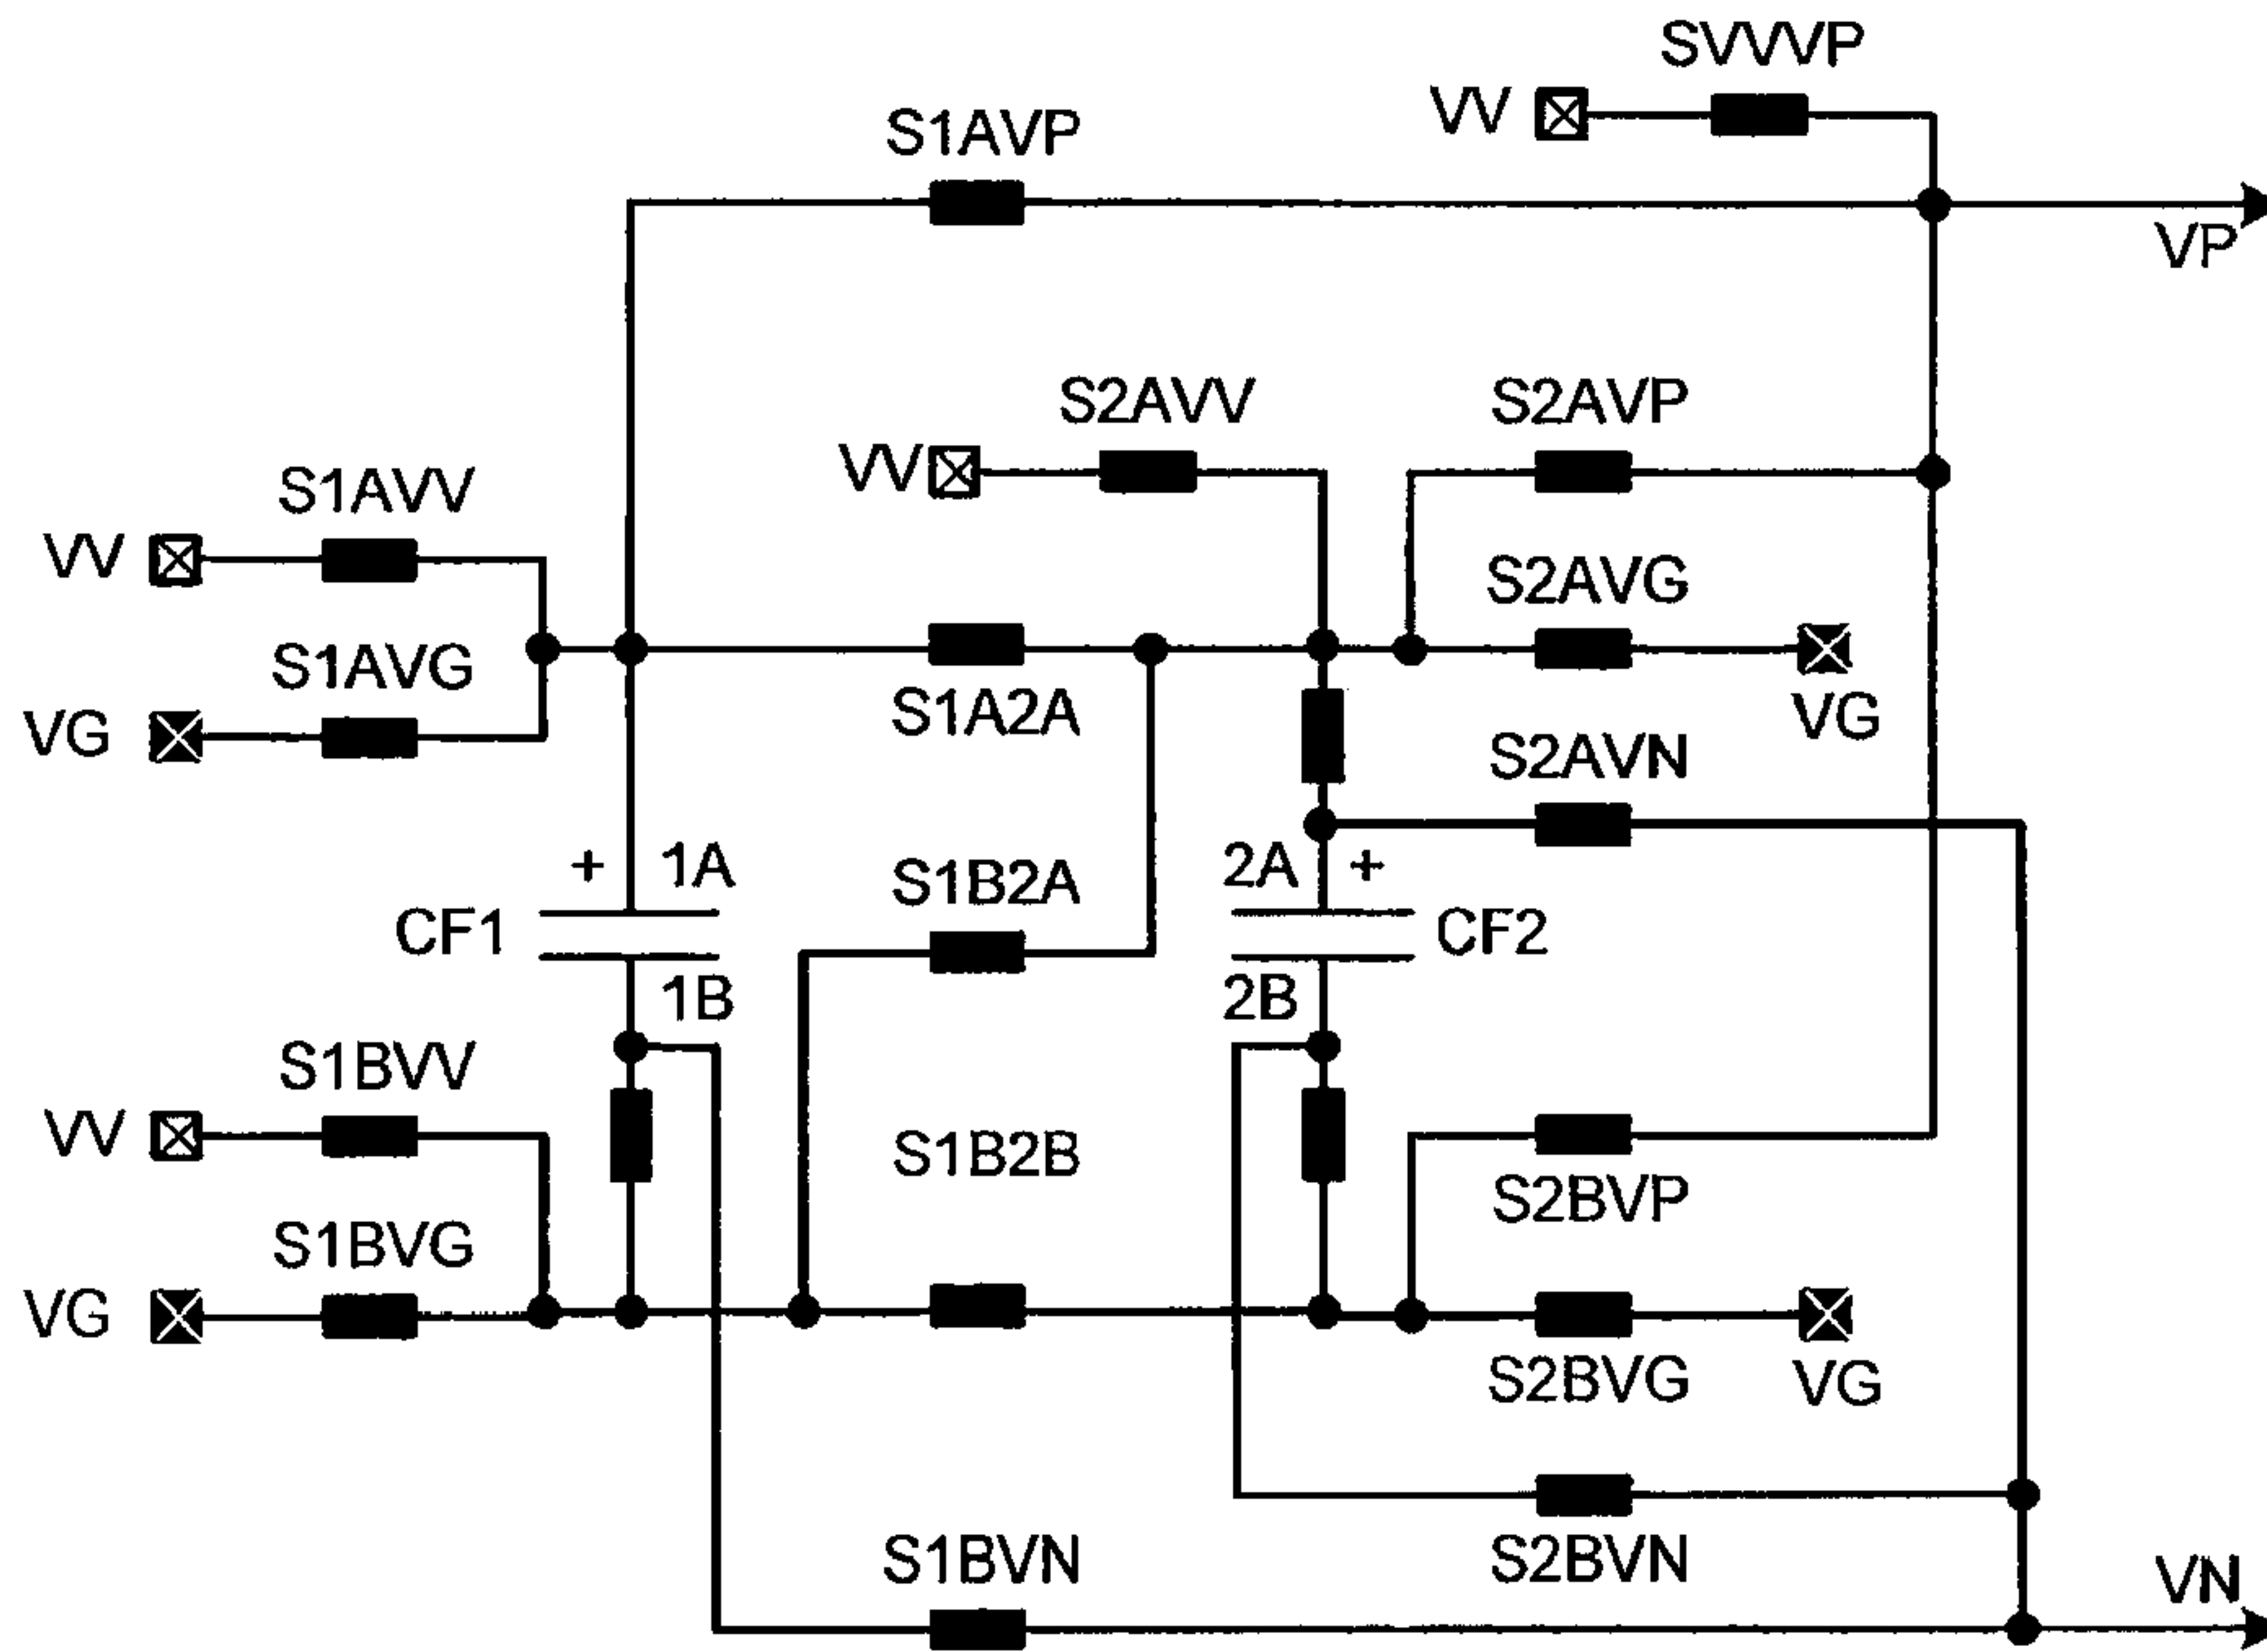 SVVVP
VV
S1AVP
VP
S2AVV
S2AVP
VV
S1AVV
VV
S2AVG
S1AVG
VG
S1A2A
VG
S2AVN
+ 1A
S1B2A
2A +
CF1
CF2
1B
2B
S1BVV
VV
S1B2B
S2BVP
S1BVG
VG
S2BVG
VG
S1BVN
S2BVN
VN